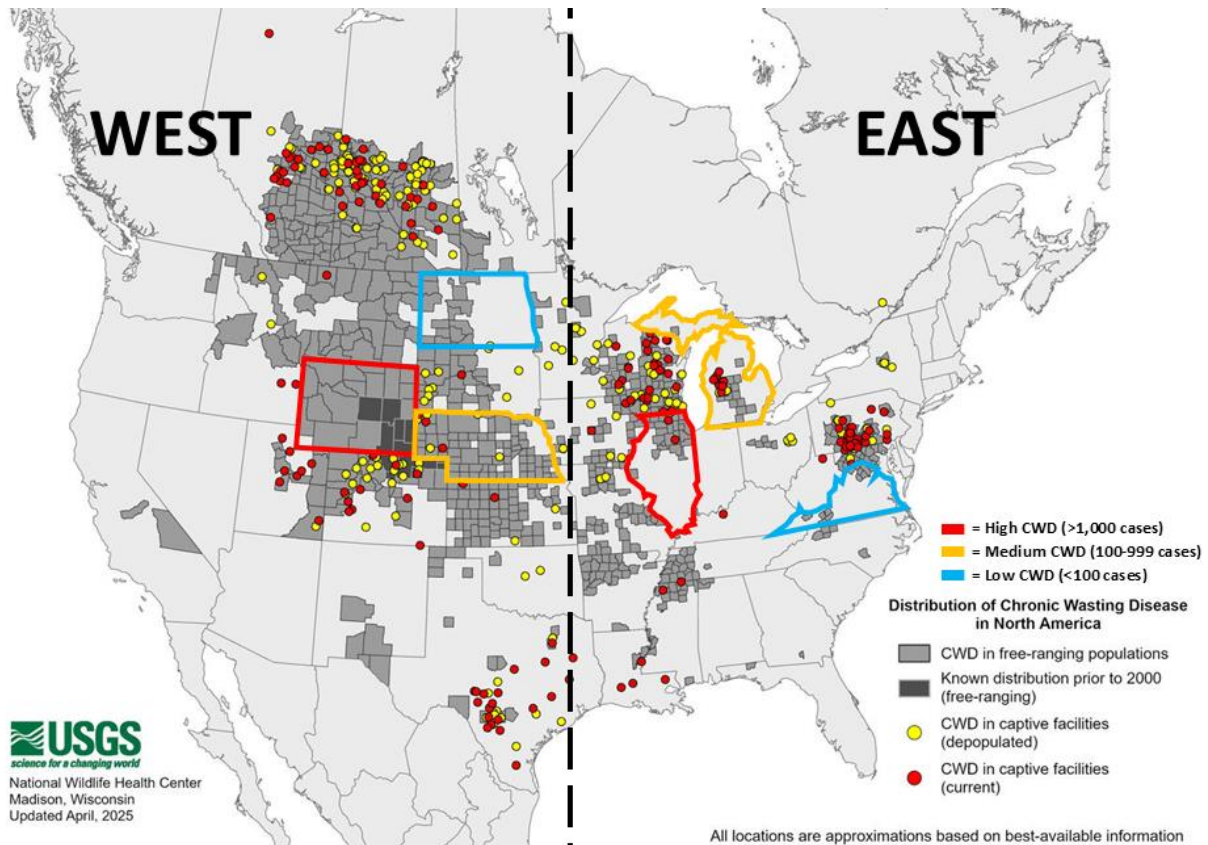 WEST
EAST
= High CWD (>1,000 cases)
= Medium CWD (100-999 cases)
= Low CWD (<100 cases)
Distribution of Chronic Wasting Disease
in North America
CWD in free-ranging populations
Known distribution prior to 2000
(free-ranging)
CWD in captive facilities
(depopulated)
CWD in captive facilities
(current)
USGS
science for a changing world
National Wildlife Health Center
Madison, Wisconsin
Updated April, 2025
All locations are approximations based on best-available information